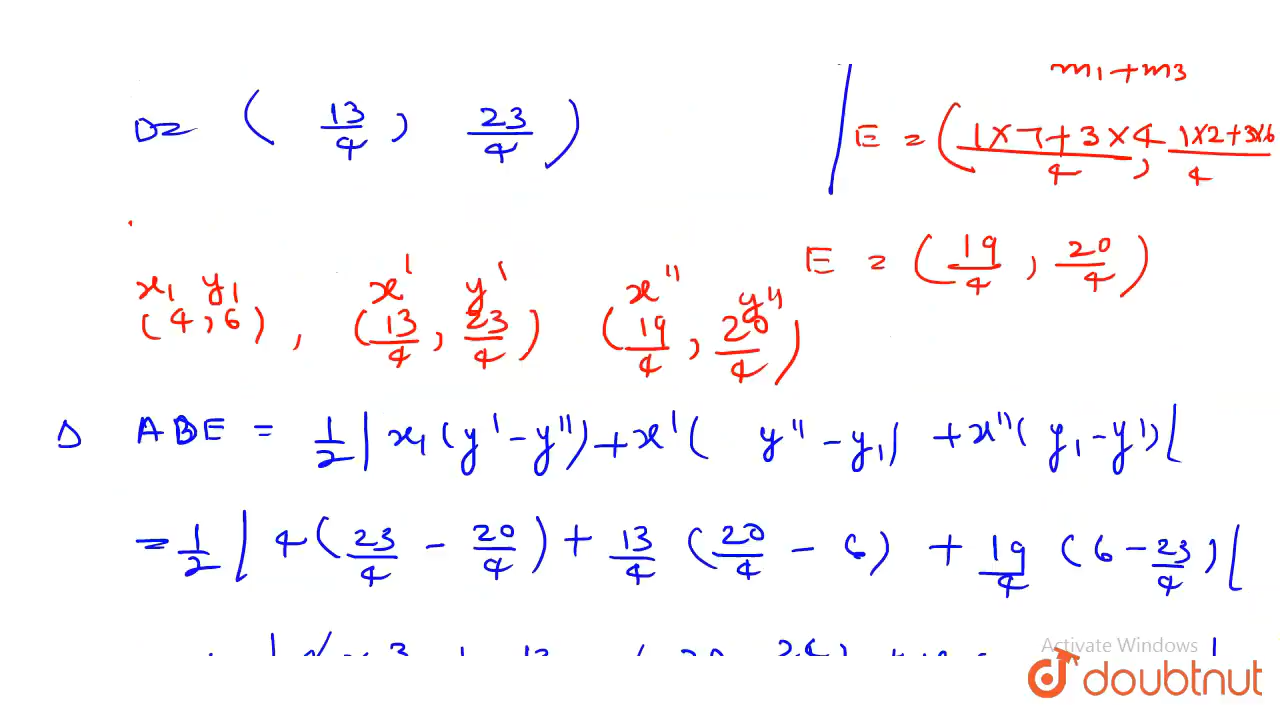 m1+m3
D= ( 13/4 , 23/4 )
E = ( 1×7+3×4/4 , 1×2+3×6/4
E = ( 19/4 , 20/4 )
x1 y1 x' y' x'' y''
(4,6) , ( 13/4 , 23/4 ) ( 19/4 , 20/4 )
Δ ABE = 1/2 | x1 (y' - y'') + x' ( y'' - y1) + x'' ( y1 - y') |
= 1/2 | 4 ( 23/4 - 20/4 ) + 13/4 ( 20/4 - 6 ) + 19/4 ( 6 - 23/4 ) |
Activate Windows
doubtnut